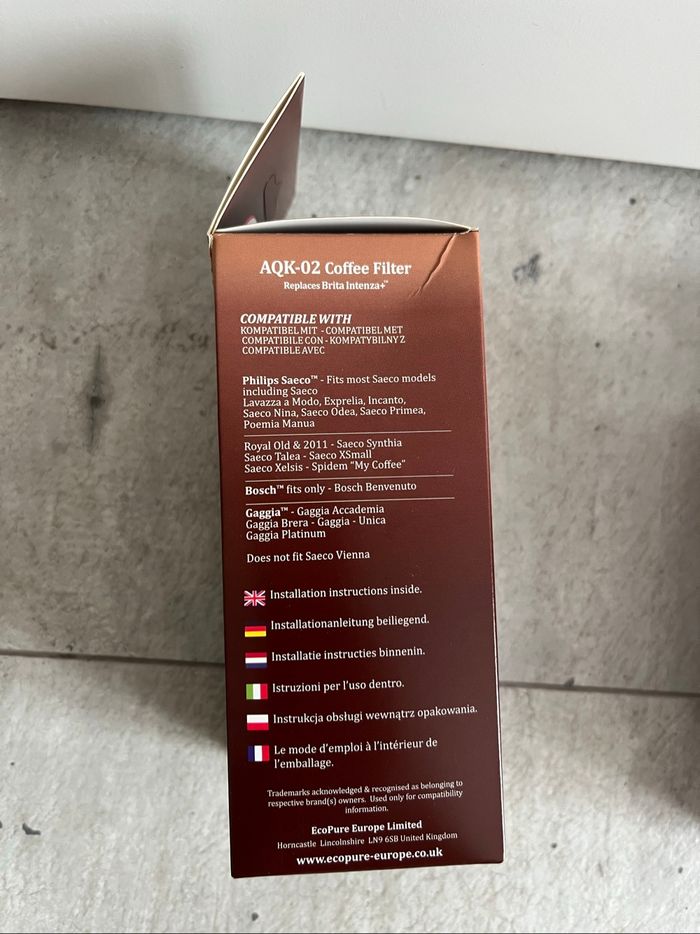 AQK-02 Coffee Filter
Replaces Brita Intenza+™
COMPATIBLE WITH
KOMPATIBEL MIT - COMPATIBEL MET
COMPATIBILE CON - KOMPATYBILNY Z
COMPATIBLE AVEC
Philips Saeco™ - Fits most Saeco models
including Saeco
Lavazza a Modo, Exprelia, Incanto,
Saeco Nina, Saeco Odea, Saeco Primea,
Poemia Manua
Royal Old & 2011 - Saeco Synthia
Saeco Talea - Saeco XSmall
Saeco Xelsis - Spidem “My Coffee”
Bosch™ fits only - Bosch Benvenuto
Gaggia™ - Gaggia Accademia
Gaggia Brera - Gaggia - Unica
Gaggia Platinum
Does not fit Saeco Vienna
Installation instructions inside.
Installationanleitung beiliegend.
Installatie instructies binnenin.
Istruzioni per l’uso dentro.
Instrukcja obsługi wewnątrz opakowania.
Le mode d’emploi à l’intérieur de
l’emballage.
Trademarks acknowledged & recognised as belonging to
respective brand(s) owners. Used only for compatibility
information.
EcoPure Europe Limited
Horncastle Lincolnshire LN9 6SB United Kingdom
www.ecopure-europe.co.uk